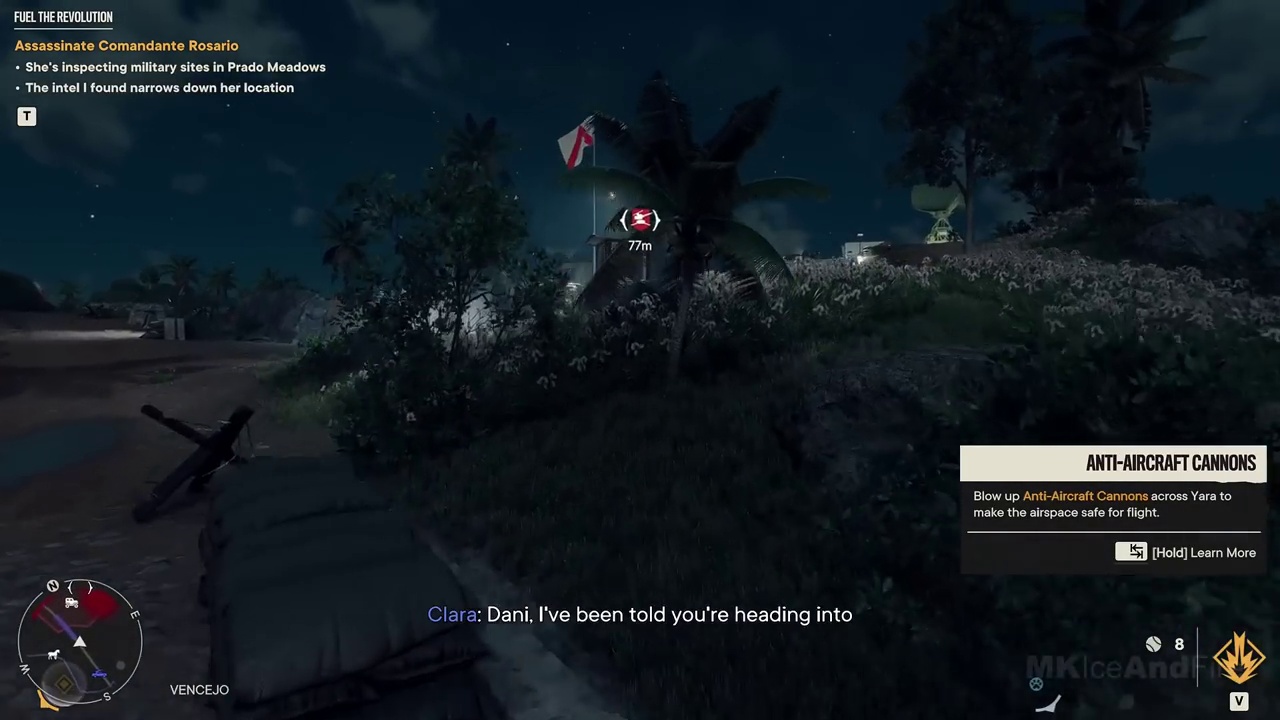 FUEL THE REVOLUTION
Assassinate Comandante Rosario
• She's inspecting military sites in Prado Meadows
• The intel I found narrows down her location
T
77m
ANTI-AIRCRAFT CANNONS
Blow up Anti-Aircraft Cannons across Yara to
make the airspace safe for flight.
[Hold] Learn More
Clara: Dani, I've been told you're heading into
N
E
W
S
8
VENCEJO
MKIceAndFi
V